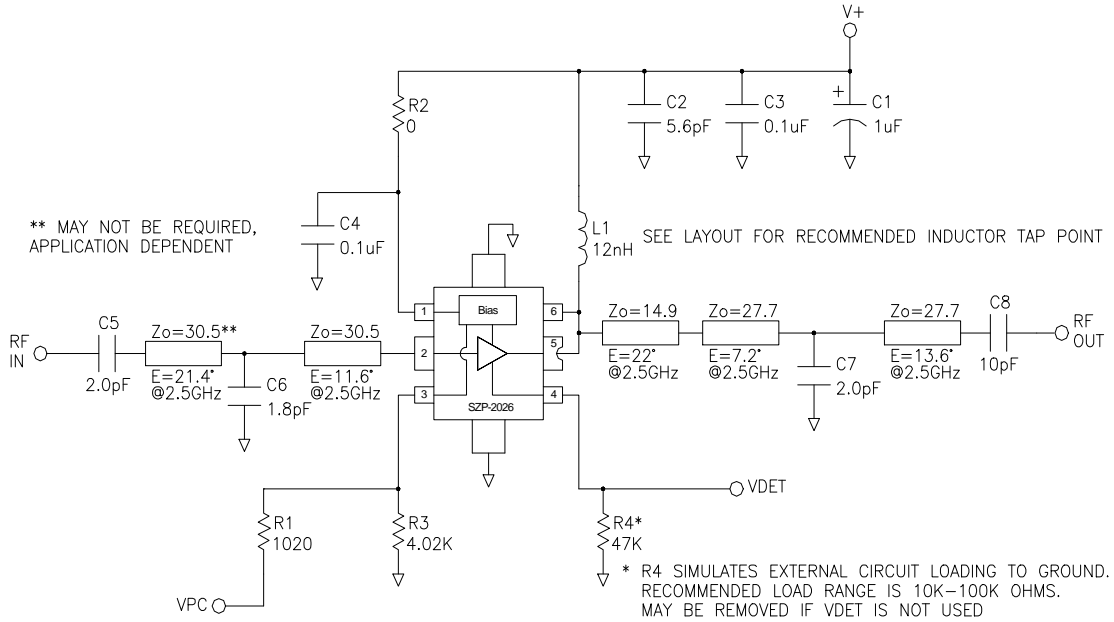 V+
R2
0
C2
5.6pF
C3
0.1uF
+
C1
1uF
** MAY NOT BE REQUIRED,
APPLICATION DEPENDENT
C4
0.1uF
L1
12nH
SEE LAYOUT FOR RECOMMENDED INDUCTOR TAP POINT
1
Bias
6
RF
IN
C5
2.0pF
Zo=30.5**
E=21.4°
@2.5GHz
C6
1.8pF
Zo=30.5
E=11.6°
@2.5GHz
2
5
3
4
SZP-2026
Zo=14.9
E=22°
@2.5GHz
Zo=27.7
E=7.2°
@2.5GHz
C7
2.0pF
Zo=27.7
E=13.6°
@2.5GHz
C8
10pF
RF
OUT
VDET
R1
1020
R3
4.02K
R4*
47K
VPC
* R4 SIMULATES EXTERNAL CIRCUIT LOADING TO GROUND.
RECOMMENDED LOAD RANGE IS 10K-100K OHMS.
MAY BE REMOVED IF VDET IS NOT USED